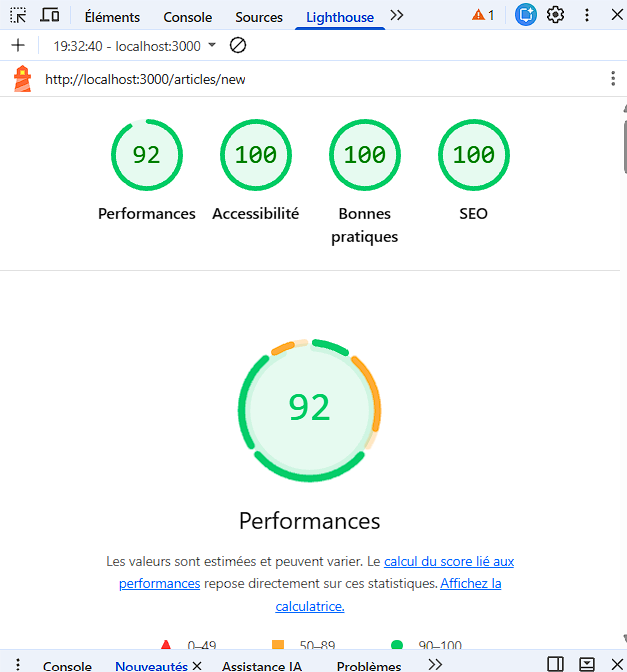 Éléments Console Sources Lighthouse 1
19:32:40 - localhost:3000
http://localhost:3000/articles/new
92 100 100 100
Performances Accessibilité Bonnes pratiques SEO
92
Performances
Les valeurs sont estimées et peuvent varier. Le calcul du score lié aux
performances repose directement sur ces statistiques. Affichez la
calculatrice.
0–49 50–89 90–100
Console Nouveautés Assistance IA Problèmes